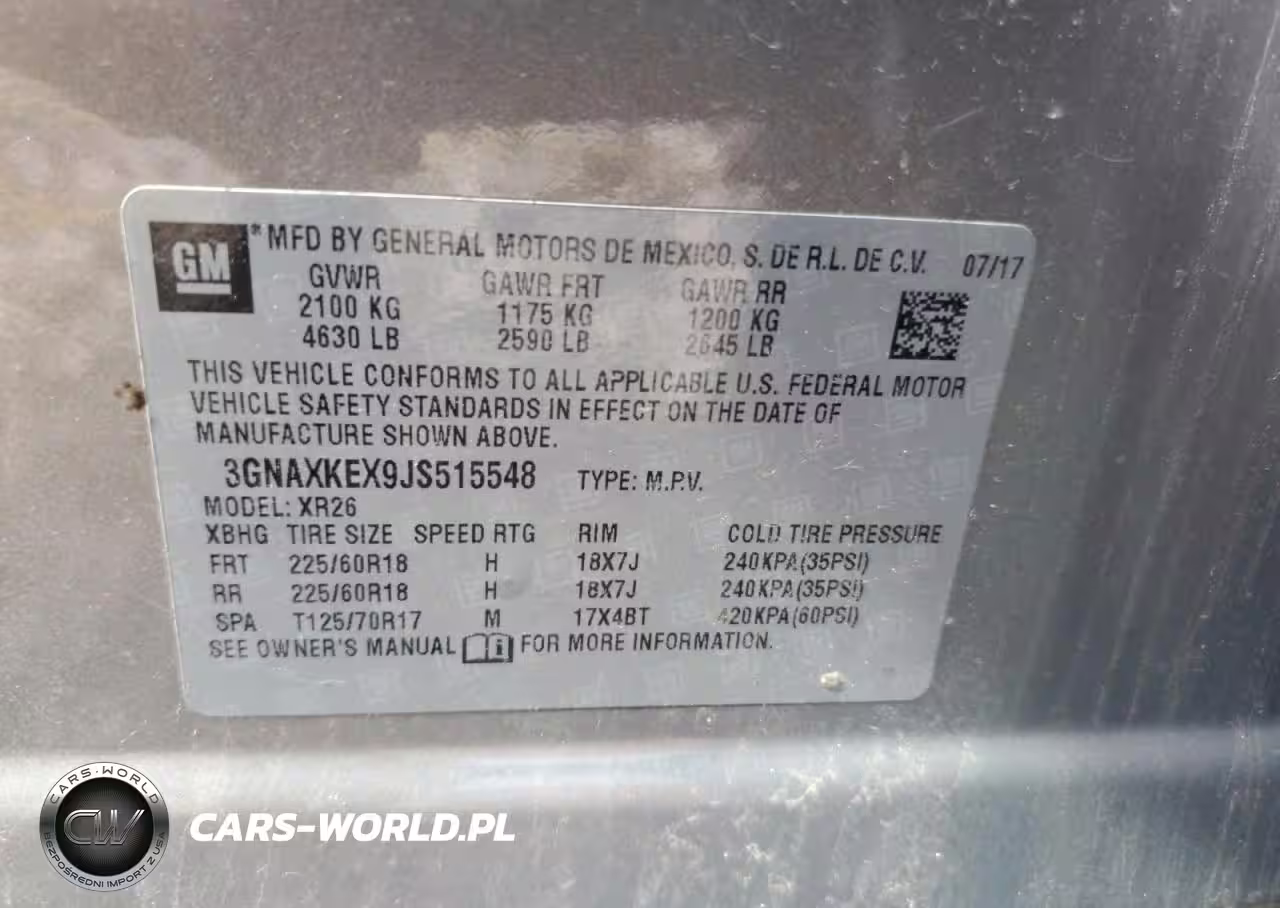 GM
*MFD BY GENERAL MOTORS DE MEXICO, S. DE R.L. DE C.V. 07/17
GVWR GAWR FRT GAWR RR
2100 KG 1175 KG 1200 KG
4630 LB 2590 LB 2645 LB
THIS VEHICLE CONFORMS TO ALL APPLICABLE U.S. FEDERAL MOTOR
VEHICLE SAFETY STANDARDS IN EFFECT ON THE DATE OF
MANUFACTURE SHOWN ABOVE.
3GNAXKEX9JS515548 TYPE: M.P.V.
MODEL: XR26
XBHG TIRE SIZE SPEED RTG RIM COLD TIRE PRESSURE
FRT 225/60R18 H 18X7J 240KPA(35PSI)
RR 225/60R18 H 18X7J 240KPA(35PSI)
SPA T125/70R17 M 17X4BT 420KPA(60PSI)
SEE OWNER'S MANUAL FOR MORE INFORMATION.
CARS-WORLD
CW
BEZPOŚREDNI IMPORT Z USA
CARS-WORLD.PL